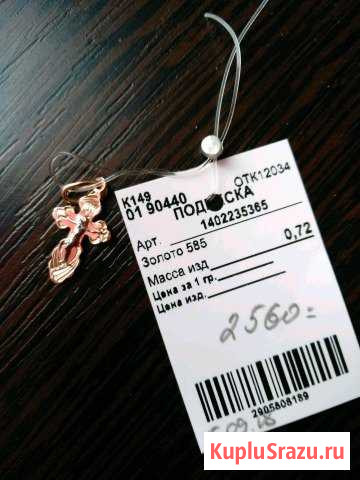 К149 ОТК12034
01 90440
ПОДВЕСКА
Арт. 1402235365
Золото 585
Масса изд. 0,72
Цена за 1 гр.
Цена изд.
2560=
2905808189
KupluSrazu.ru